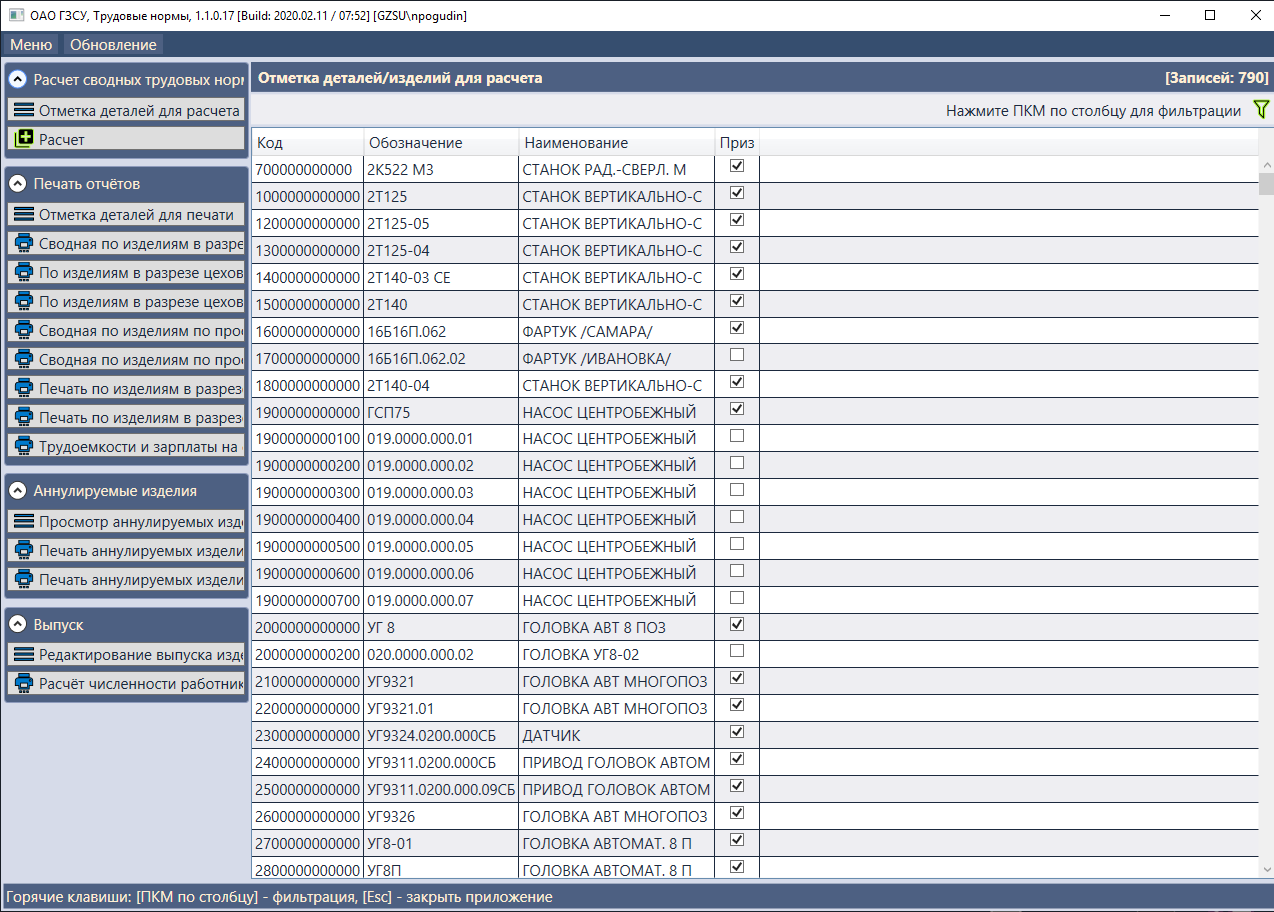 ОАО ГЗСУ, Трудовые нормы, 1.1.0.17 [Build: 2020.02.11 / 07:52] [GZSU\npogudin]
Меню Обновление
Расчет сводных трудовых норм
Отметка деталей для расчета
Расчет
Печать отчётов
Отметка деталей для печати
Сводная по изделиям в разре
По изделиям в разрезе цехов
По изделиям в разрезе цехов
Сводная по изделиям по про
Сводная по изделиям по про
Печать по изделиям в разрез
Печать по изделиям в разрез
Трудоемкости и зарплаты на
Аннулируемые изделия
Просмотр аннулируемых изд
Печать аннулируемых издели
Печать аннулируемых издели
Выпуск
Редактирование выпуска изде
Расчёт численности работник
Отметка деталей/изделий для расчета [Записей: 790]
Нажмите ПКМ по столбцу для фильтрации
Код Обозначение Наименование Приз
700000000000 2К522 М3 СТАНОК РАД.-СВЕРЛ. М
1000000000000 2Т125 СТАНОК ВЕРТИКАЛЬНО-С
1200000000000 2Т125-05 СТАНОК ВЕРТИКАЛЬНО-С
1300000000000 2Т125-04 СТАНОК ВЕРТИКАЛЬНО-С
1400000000000 2Т140-03 СЕ СТАНОК ВЕРТИКАЛЬНО-С
1500000000000 2Т140 СТАНОК ВЕРТИКАЛЬНО-С
1600000000000 16Б16П.062 ФАРТУК /САМАРА/
1700000000000 16Б16П.062.02 ФАРТУК /ИВАНОВКА/
1800000000000 2Т140-04 СТАНОК ВЕРТИКАЛЬНО-С
1900000000000 ГСП75 НАСОС ЦЕНТРОБЕЖНЫЙ
1900000000100 019.0000.000.01 НАСОС ЦЕНТРОБЕЖНЫЙ
1900000000200 019.0000.000.02 НАСОС ЦЕНТРОБЕЖНЫЙ
1900000000300 019.0000.000.03 НАСОС ЦЕНТРОБЕЖНЫЙ
1900000000400 019.0000.000.04 НАСОС ЦЕНТРОБЕЖНЫЙ
1900000000500 019.0000.000.05 НАСОС ЦЕНТРОБЕЖНЫЙ
1900000000600 019.0000.000.06 НАСОС ЦЕНТРОБЕЖНЫЙ
1900000000700 019.0000.000.07 НАСОС ЦЕНТРОБЕЖНЫЙ
2000000000000 УГ 8 ГОЛОВКА АВТ 8 ПОЗ
2000000000200 020.0000.000.02 ГОЛОВКА УГ8-02
2100000000000 УГ9321 ГОЛОВКА АВТ МНОГОПОЗ
2200000000000 УГ9321.01 ГОЛОВКА АВТ МНОГОПОЗ
2300000000000 УГ9324.0200.000СБ ДАТЧИК
2400000000000 УГ9311.0200.000СБ ПРИВОД ГОЛОВОК АВТОМ
2500000000000 УГ9311.0200.000.09СБ ПРИВОД ГОЛОВОК АВТОМ
2600000000000 УГ9326 ГОЛОВКА АВТ МНОГОПОЗ
2700000000000 УГ8-01 ГОЛОВКА АВТОМАТ. 8 П
2800000000000 УГ8П ГОЛОВКА АВТОМАТ. 8 П
Горячие клавиши: [ПКМ по столбцу] - фильтрация, [Esc] - закрыть приложение